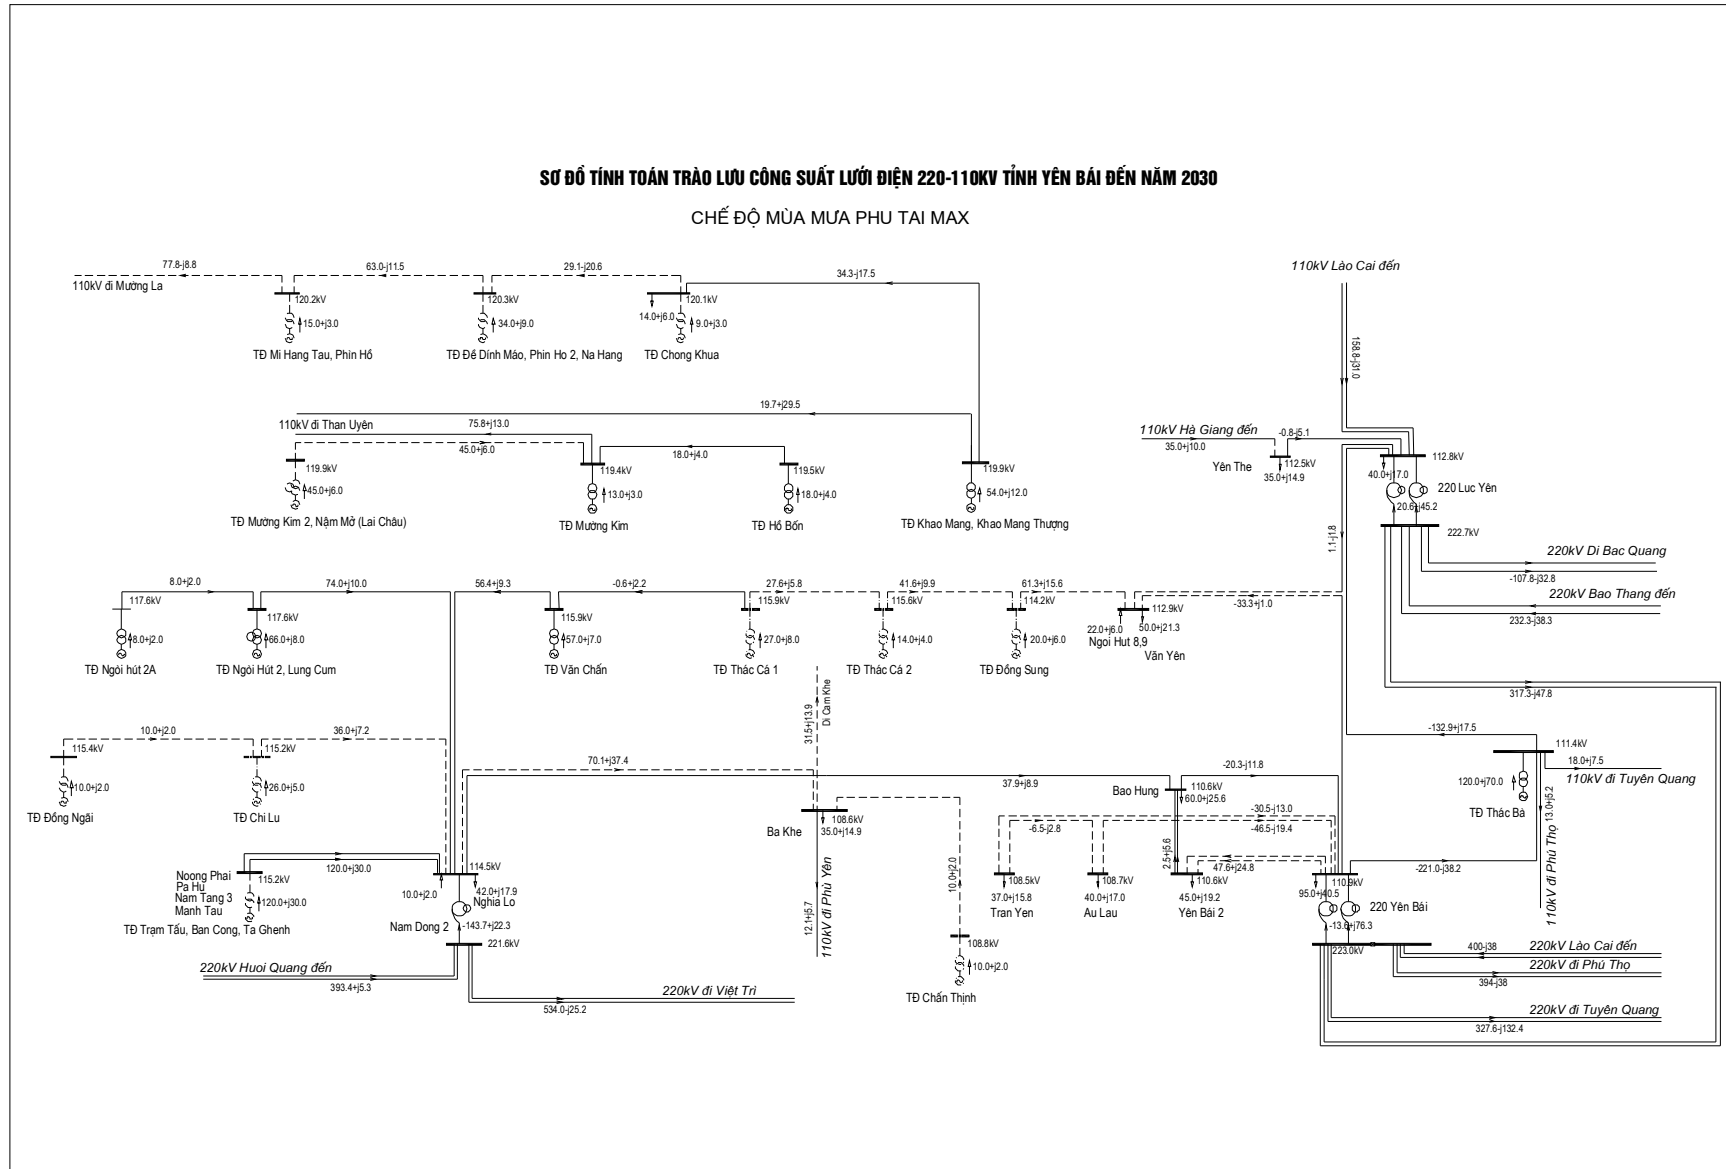 SƠ ĐỒ TÍNH TOÁN TRÀO LƯU CÔNG SUẤT LƯỚI ĐIỆN 220-110KV TỈNH YÊN BÁI ĐẾN NĂM 2030
CHẾ ĐỘ MÙA MƯA PHU TAI MAX
77.8-j8.8
63.0-j11.5
29.1-j20.6
34.3-j17.5
110kV đi Mường La
120.2kV
120.3kV
120.1kV
14.0+j6.0
15.0+j3.0
34.0+j9.0
9.0+j3.0
TĐ Mi Hang Tau, Phin Hồ
TĐ Đề Dính Máo, Phin Ho 2, Na Hang
TĐ Chong Khua
110kV Lào Cai đến
158.8-j31.0
19.7+j29.5
110kV đi Than Uyên
75.8+j13.0
45.0+j6.0
18.0+j4.0
119.9kV
119.4kV
119.5kV
119.9kV
45.0+j6.0
13.0+j3.0
18.0+j4.0
54.0+j12.0
TĐ Mường Kim 2, Nậm Mở (Lai Châu)
TĐ Mường Kim
TĐ Hồ Bốn
TĐ Khao Mang, Khao Mang Thượng
110kV Hà Giang đến
35.0+j10.0
-0.8-j5.1
Yên The
112.5kV
35.0+j14.9
112.8kV
40.0+j17.0
220 Luc Yên
20.6+j45.2
222.7kV
220kV Di Bac Quang
-107.8-j32.8
220kV Bao Thang đến
232.3-j38.3
1.1-j1.8
8.0+j2.0
74.0+j10.0
56.4+j9.3
-0.6+j2.2
27.6+j5.8
41.6+j9.9
61.3+j15.6
-33.3+j1.0
117.6kV
117.6kV
115.9kV
115.9kV
115.6kV
114.2kV
112.9kV
8.0+j2.0
66.0+j8.0
57.0+j7.0
27.0+j8.0
14.0+j4.0
20.0+j6.0
22.0+j6.0
50.0+j21.3
Ngoi Hut 8,9
Văn Yên
TĐ Ngòi hút 2A
TĐ Ngòi Hút 2, Lung Cum
TĐ Văn Chấn
TĐ Thác Cá 1
TĐ Thác Cá 2
TĐ Đồng Sung
317.3-j47.8
31.5+j13.9
Di Cam Khe
10.0+j2.0
36.0+j7.2
115.4kV
115.2kV
10.0+j2.0
26.0+j5.0
TĐ Đồng Ngãi
TĐ Chi Lu
70.1+j37.4
37.9+j8.9
-20.3-j11.8
Bao Hung
110.6kV
60.0+j25.6
-132.9+j17.5
111.4kV
18.0+j7.5
110kV đi Tuyên Quang
120.0+j70.0
TĐ Thác Bà
13.0+j5.2
110kV đi Phú Thọ
Ba Khe
108.6kV
35.0+j14.9
-30.5-j13.0
-6.5-j2.8
-46.5-j19.4
2.5+j5.6
47.6+j24.8
-221.0-j38.2
120.0+j30.0
114.5kV
Noong Phai
Pa Hu
Nam Tang 3
Manh Tau
115.2kV
120.0+j30.0
TĐ Trạm Tấu, Ban Cong, Ta Ghenh
10.0+j2.0
42.0+j17.9
Nghia Lo
Nam Dong 2
-143.7+j22.3
221.6kV
12.1+j5.7
110kV đi Phù Yên
10.0+j2.0
108.8kV
10.0+j2.0
TĐ Chấn Thịnh
108.5kV
37.0+j15.8
Tran Yen
108.7kV
40.0+j17.0
Au Lau
110.6kV
45.0+j19.2
Yên Bái 2
110.9kV
95.0+j40.5
220 Yên Bái
-13.6+j76.3
223.0kV
220kV Huoi Quang đến
393.4+j5.3
220kV đi Việt Trì
534.0-j25.2
400-j38
220kV Lào Cai đến
220kV đi Phú Thọ
394-j38
220kV đi Tuyên Quang
327.6-j132.4